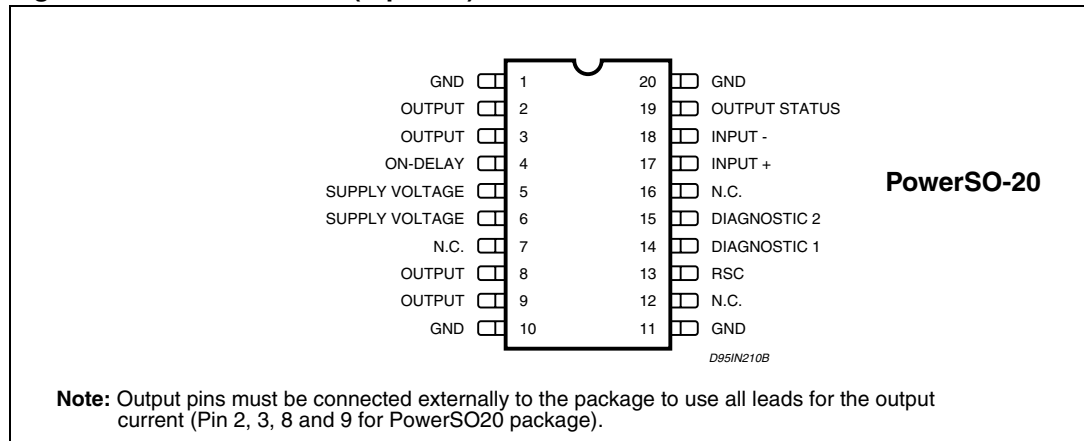 GND 1 20 GND
OUTPUT 2 19 OUTPUT STATUS
OUTPUT 3 18 INPUT -
ON-DELAY 4 17 INPUT +
SUPPLY VOLTAGE 5 16 N.C.
SUPPLY VOLTAGE 6 15 DIAGNOSTIC 2
N.C. 7 14 DIAGNOSTIC 1
OUTPUT 8 13 RSC
OUTPUT 9 12 N.C.
GND 10 11 GND
PowerSO-20
D95IN210B
Note: Output pins must be connected externally to the package to use all leads for the output
current (Pin 2, 3, 8 and 9 for PowerSO20 package).